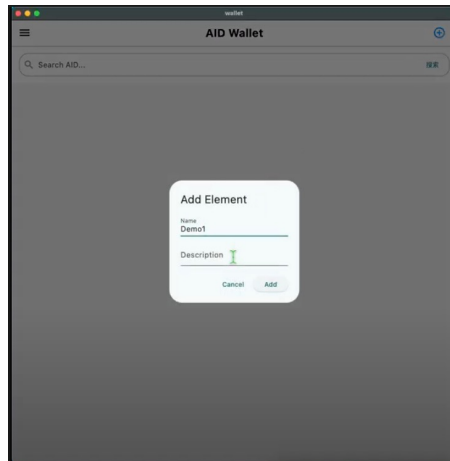 wallet
AID Wallet
Search AID...
搜索
Add Element
Name
Demo1
Description
Cancel Add